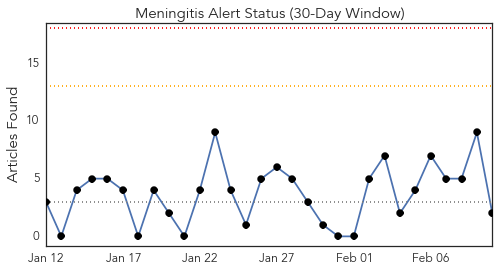 Meningitis Alert Status (30-Day Window)
Articles Found
15
10
5
0
Jan 12
Jan 17
Jan 22
Jan 27
Feb 01
Feb 06